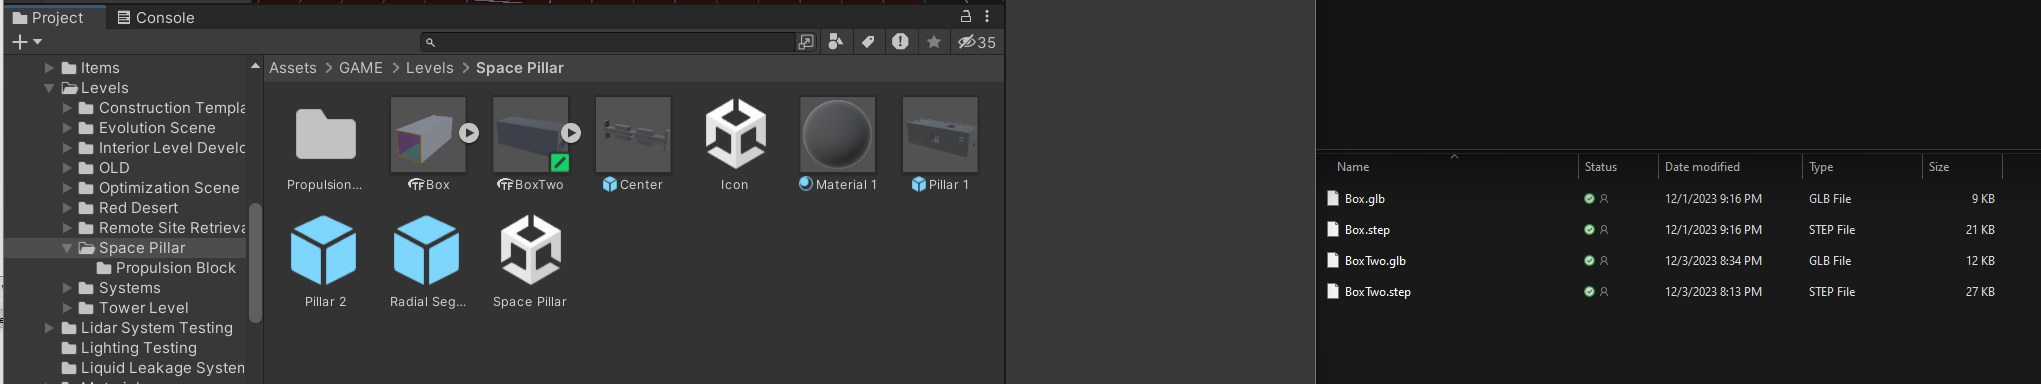 Project
Console
35
Items
Levels
Construction Templa
Evolution Scene
Interior Level Develo
OLD
Optimization Scene
Red Desert
Remote Site Retrieva
Space Pillar
Propulsion Block
Systems
Tower Level
Lidar System Testing
Lighting Testing
Liquid Leakage System
Assets > GAME > Levels > Space Pillar
Propulsion...
Box
BoxTwo
Center
Icon
Material 1
Pillar 1
Pillar 2
Radial Seg...
Space Pillar
Name Status Date modified Type Size
Box.glb 12/1/2023 9:16 PM GLB File 9 KB
Box.step 12/1/2023 9:16 PM STEP File 21 KB
BoxTwo.glb 12/3/2023 8:34 PM GLB File 12 KB
BoxTwo.step 12/3/2023 8:13 PM STEP File 27 KB